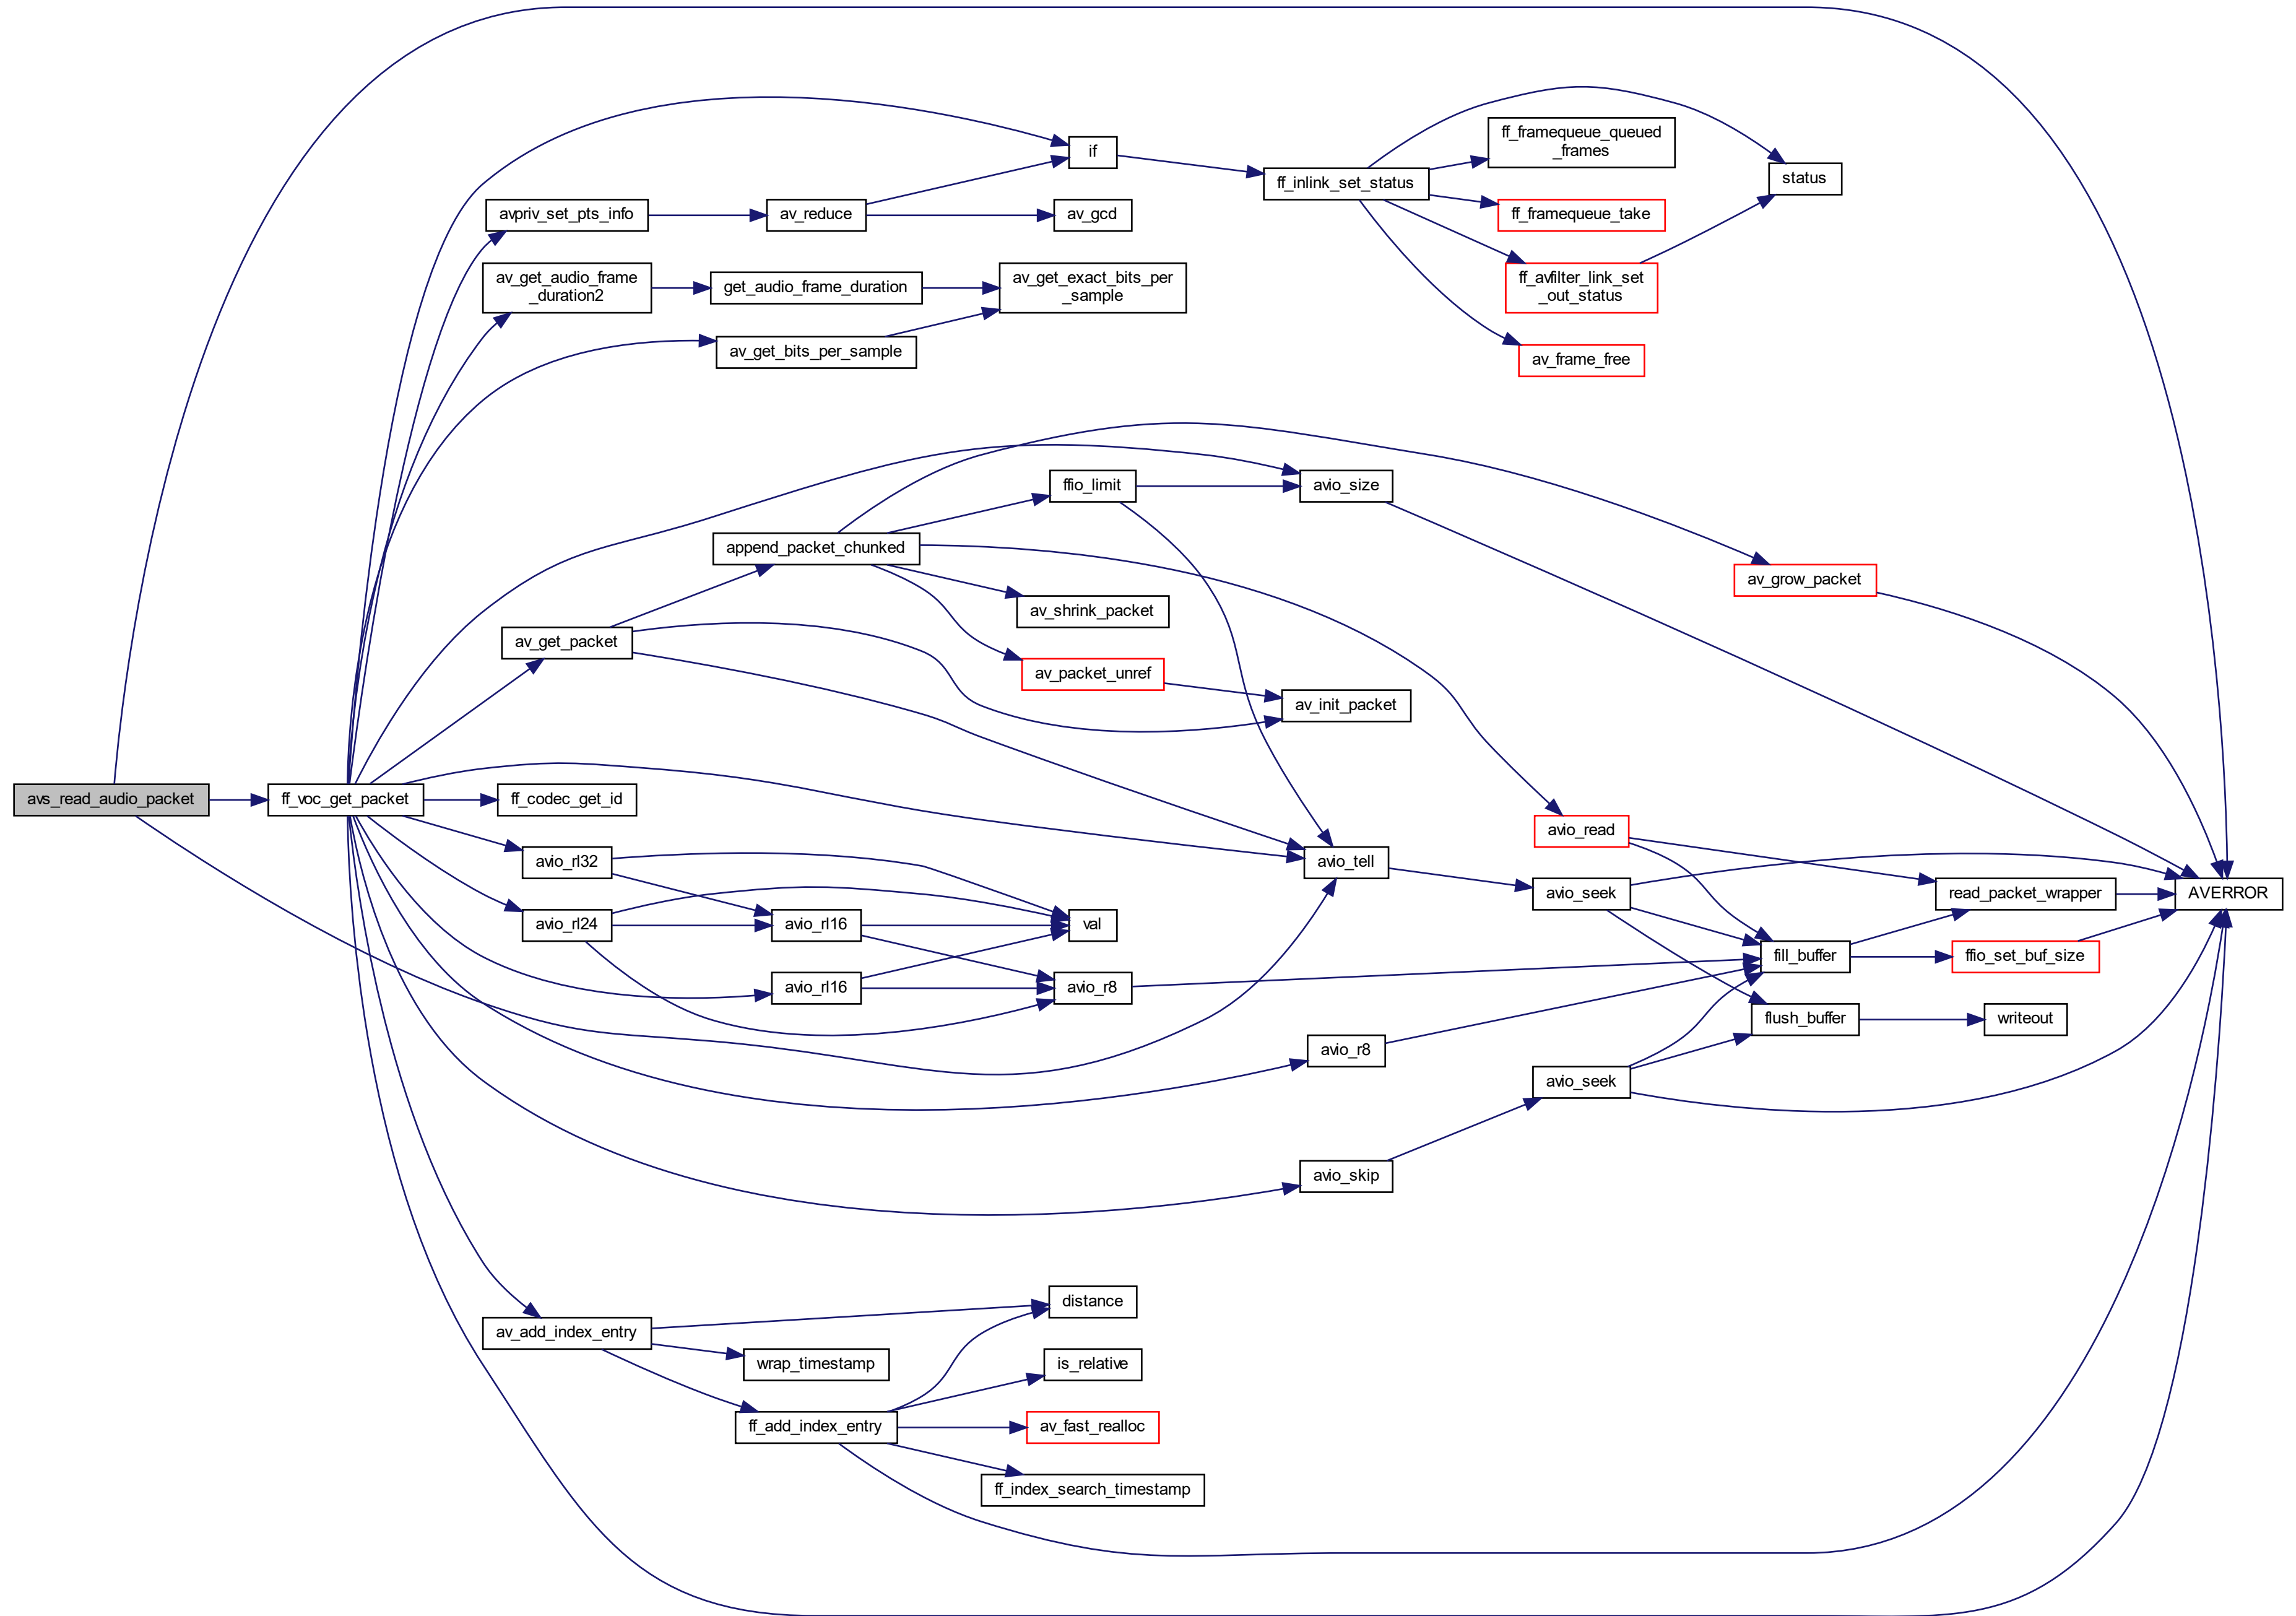 if
ff_framequeue_queued
_frames
status
ff_inlink_set_status
avpriv_set_pts_info
av_reduce
av_gcd
ff_framequeue_take
av_get_audio_frame
_duration2
get_audio_frame_duration
av_get_exact_bits_per
_sample
ff_avfilter_link_set
_out_status
av_get_bits_per_sample
av_frame_free
ffio_limit
avio_size
append_packet_chunked
av_grow_packet
av_shrink_packet
av_get_packet
av_packet_unref
av_init_packet
avs_read_audio_packet
ff_voc_get_packet
ff_codec_get_id
avio_read
avio_rl32
avio_tell
avio_seek
read_packet_wrapper
AVERROR
avio_rl24
avio_rl16
val
fill_buffer
ffio_set_buf_size
avio_rl16
avio_r8
flush_buffer
writeout
avio_r8
avio_seek
avio_skip
distance
av_add_index_entry
wrap_timestamp
is_relative
ff_add_index_entry
av_fast_realloc
ff_index_search_timestamp